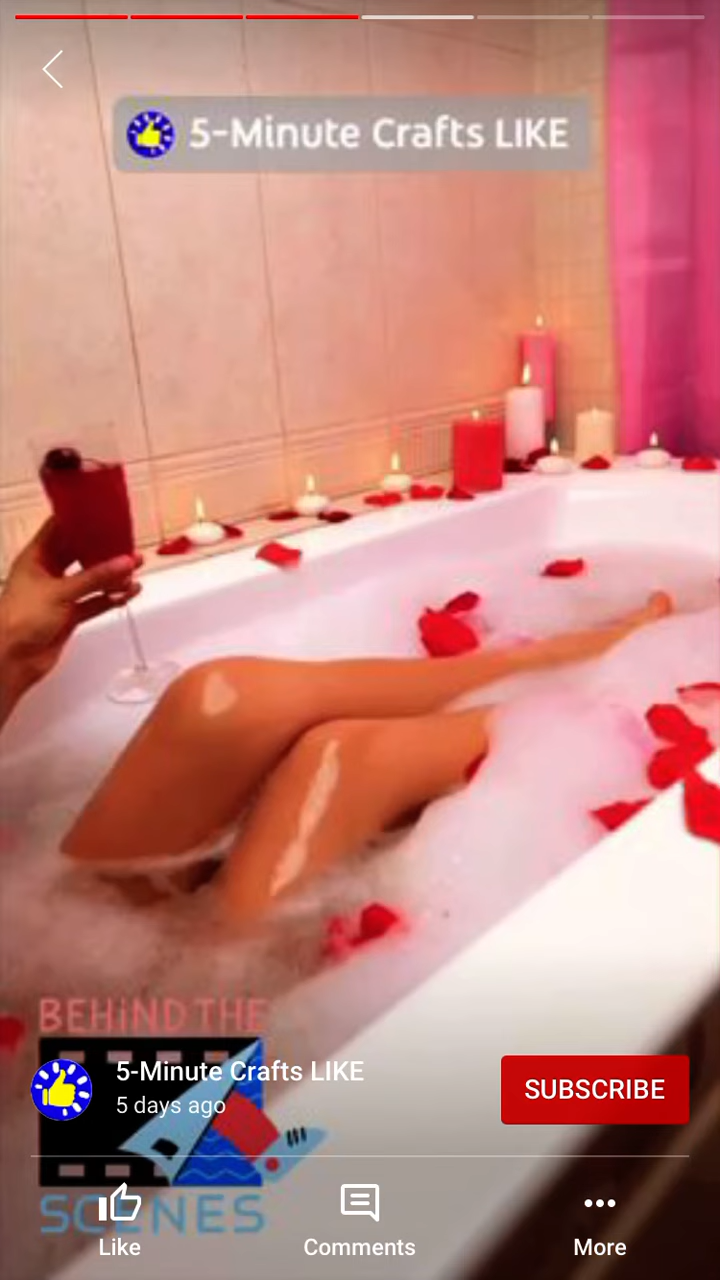 5-Minute Crafts LIKE
BEHIND THE
5-Minute Crafts LIKE
5 days ago
SUBSCRIBE
SCENES
Like
Comments
More